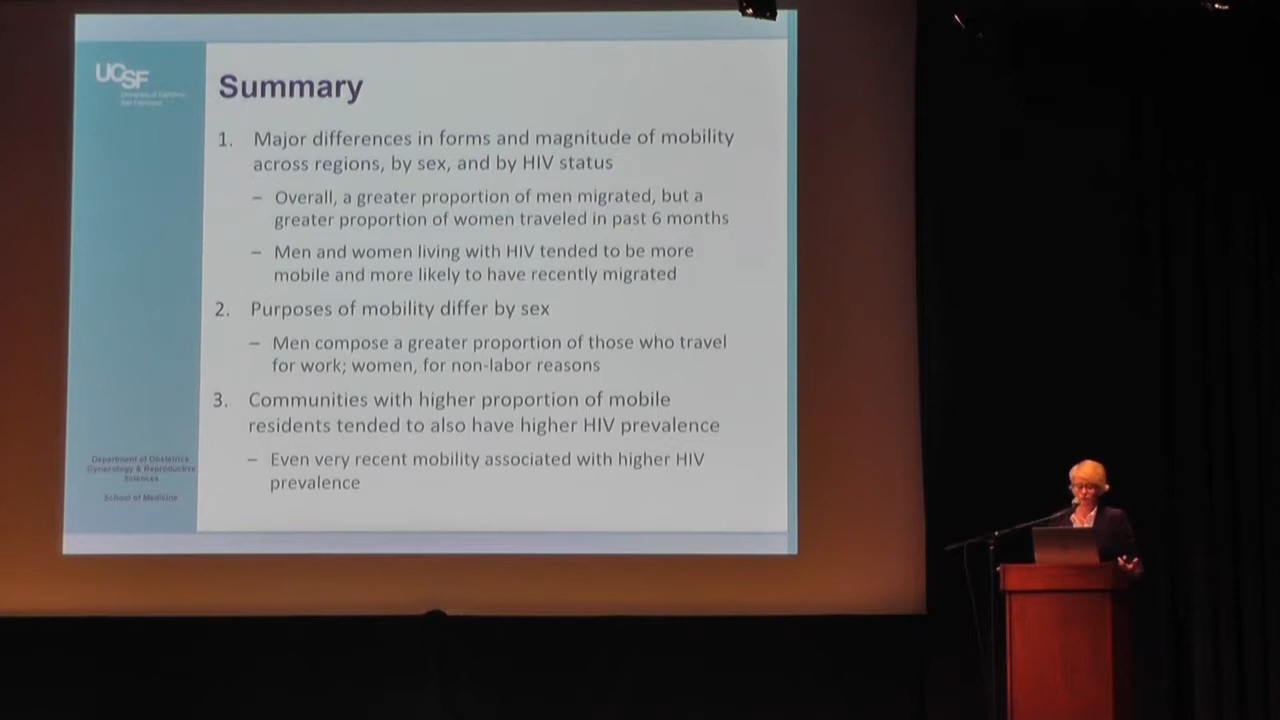 UCSF
University of California
San Francisco
Summary
1. Major differences in forms and magnitude of mobility
across regions, by sex, and by HIV status
– Overall, a greater proportion of men migrated, but a
greater proportion of women traveled in past 6 months
– Men and women living with HIV tended to be more
mobile and more likely to have recently migrated
2. Purposes of mobility differ by sex
– Men compose a greater proportion of those who travel
for work; women, for non-labor reasons
3. Communities with higher proportion of mobile
residents tended to also have higher HIV prevalence
– Even very recent mobility associated with higher HIV
prevalence
Department of Obstetrics
Gynecology & Reproductive
Sciences
School of Medicine